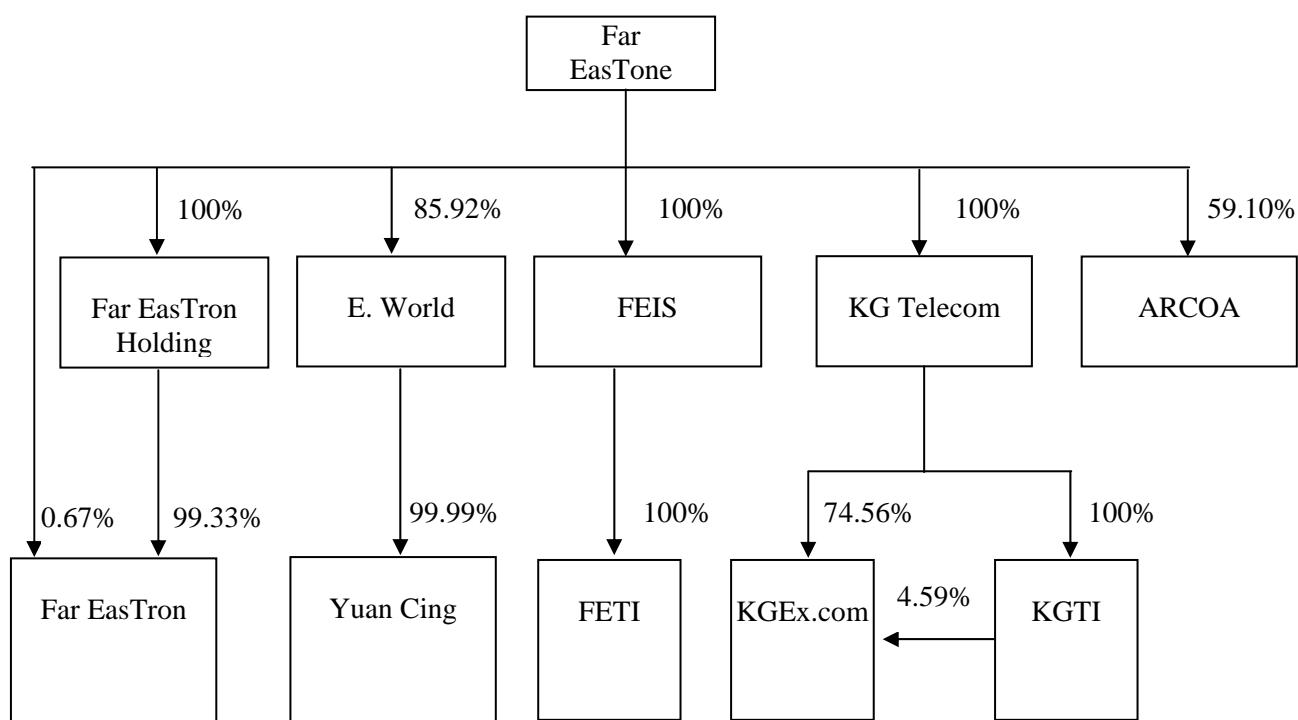 Far
EasTone
100%
85.92%
100%
100%
59.10%
Far EasTron
Holding
E. World
FEIS
KG Telecom
ARCOA
0.67%
99.33%
99.99%
100%
74.56%
100%
Far EasTron
Yuan Cing
FETI
KGEx.com
4.59%
KGTI